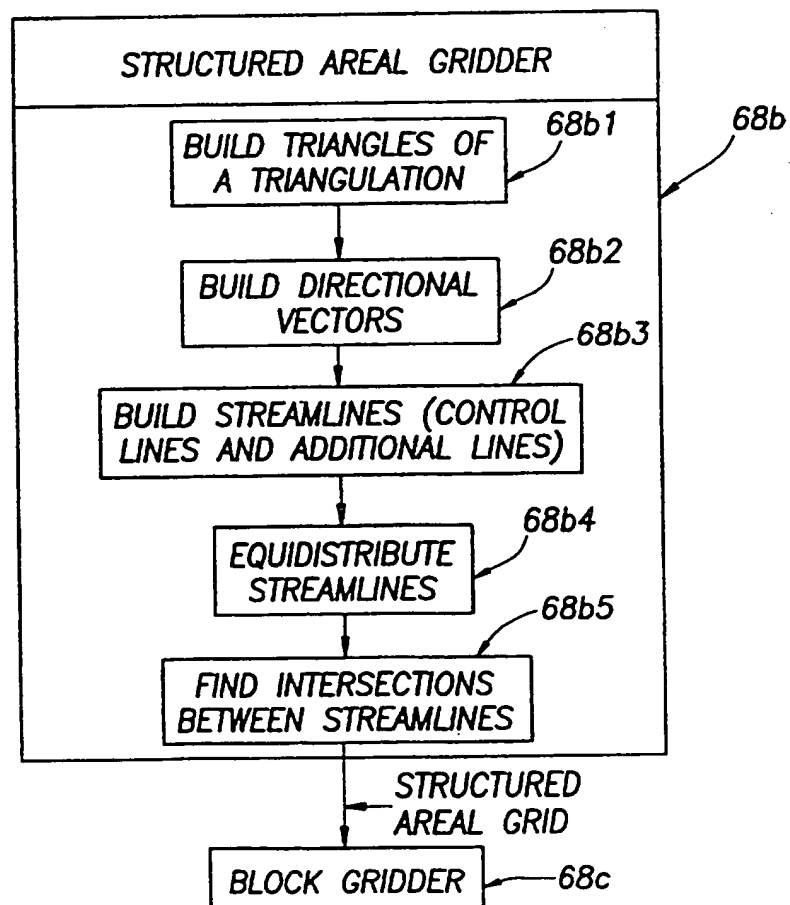 STRUCTURED AREAL GRIDDER
68b1
68b
BUILD TRIANGLES OF
A TRIANGULATION
68b2
BUILD DIRECTIONAL
VECTORS
68b3
BUILD STREAMLINES (CONTROL
LINES AND ADDITIONAL LINES)
68b4
EQUIDISTRIBUTE
STREAMLINES
68b5
FIND INTERSECTIONS
BETWEEN STREAMLINES
STRUCTURED
AREAL GRID
BLOCK GRIDDER
68c